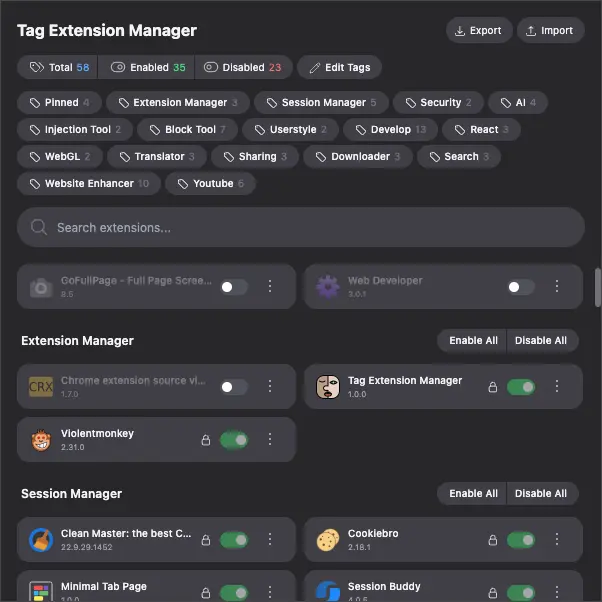 Tag Extension Manager
Export Import
Total 58 Enabled 35 Disabled 23 Edit Tags
Pinned 4 Extension Manager 3 Session Manager 5 Security 2 AI 4
Injection Tool 2 Block Tool 7 Userstyle 2 Develop 13 React 3
WebGL 2 Translator 3 Sharing 3 Downloader 3 Search 3
Website Enhancer 10 Youtube 6
Search extensions...
GoFullPage - Full Page Scree... Web Developer
8.5 3.0.1
Extension Manager Enable All Disable All
CRX Chrome extension source vi... Tag Extension Manager
1.7.0 1.0.0
Violentmonkey
2.31.0
Session Manager Enable All Disable All
Clean Master: the best C... Cookiebro
22.9.29.1452 2.18.1
Minimal Tab Page Session Buddy
1.0.0 4.0.5